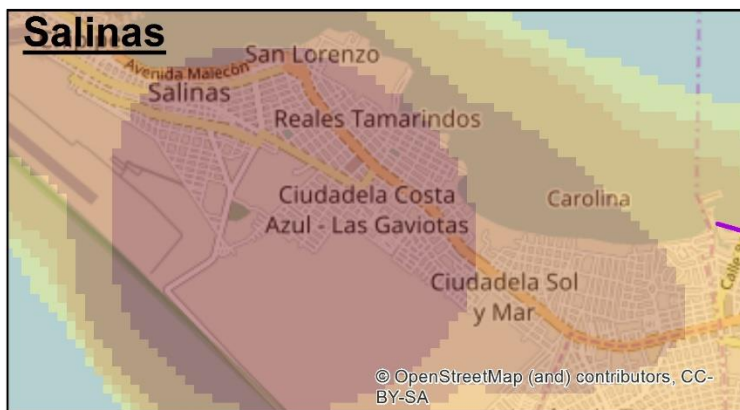 Salinas
San Lorenzo
Avenida Malecón
Salinas
Reales Tamarindos
Ciudadela Costa
Azul - Las Gaviotas
Carolina
Ciudadela Sol
y Mar
Calle
© OpenStreetMap (and) contributors, CC-
BY-SA